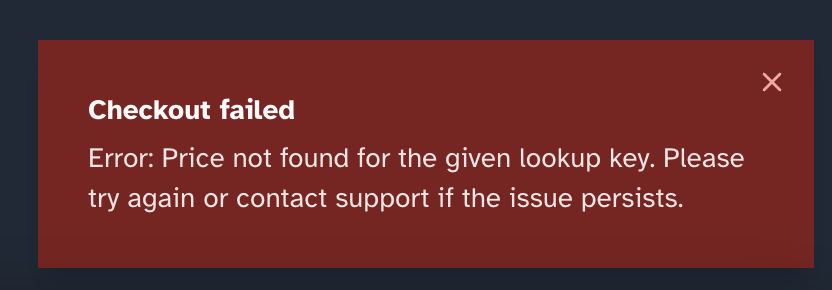 Checkout failed
Error: Price not found for the given lookup key. Please
try again or contact support if the issue persists.